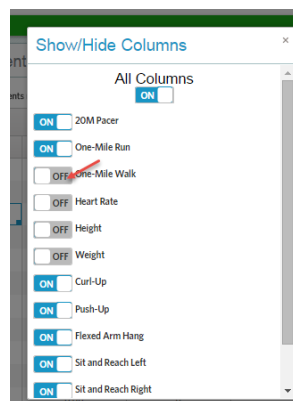 Show/Hide Columns ×
ent
All Columns
ents
ON
ON 20M Pacer
ON One-Mile Run
OFF One-Mile Walk
OFF Heart Rate
OFF Height
OFF Weight
ON Curl-Up
ON Push-Up
ON Flexed Arm Hang
ON Sit and Reach Left
ON Sit and Reach Right